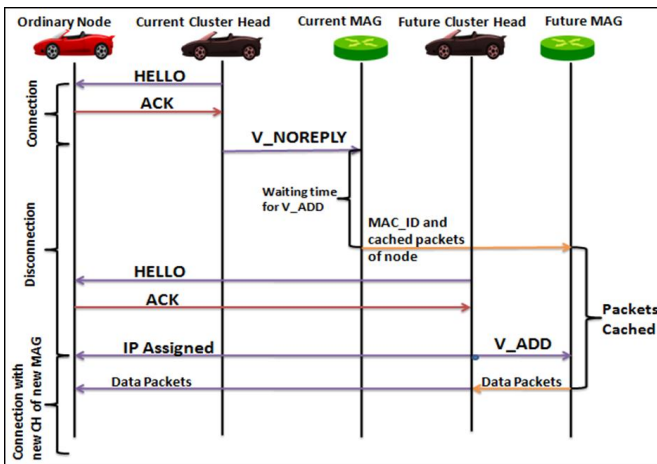 Ordinary Node
Current Cluster Head
Current MAG
Future Cluster Head
Future MAG
HELLO
ACK
Connection
V_NOREPLY
Waiting time
for V_ADD
MAC_ID and
cached packets
of node
Disconnection
HELLO
ACK
Packets
Cached
IP Assigned
V_ADD
Data Packets
Data Packets
Connection with
new CH of new MAG